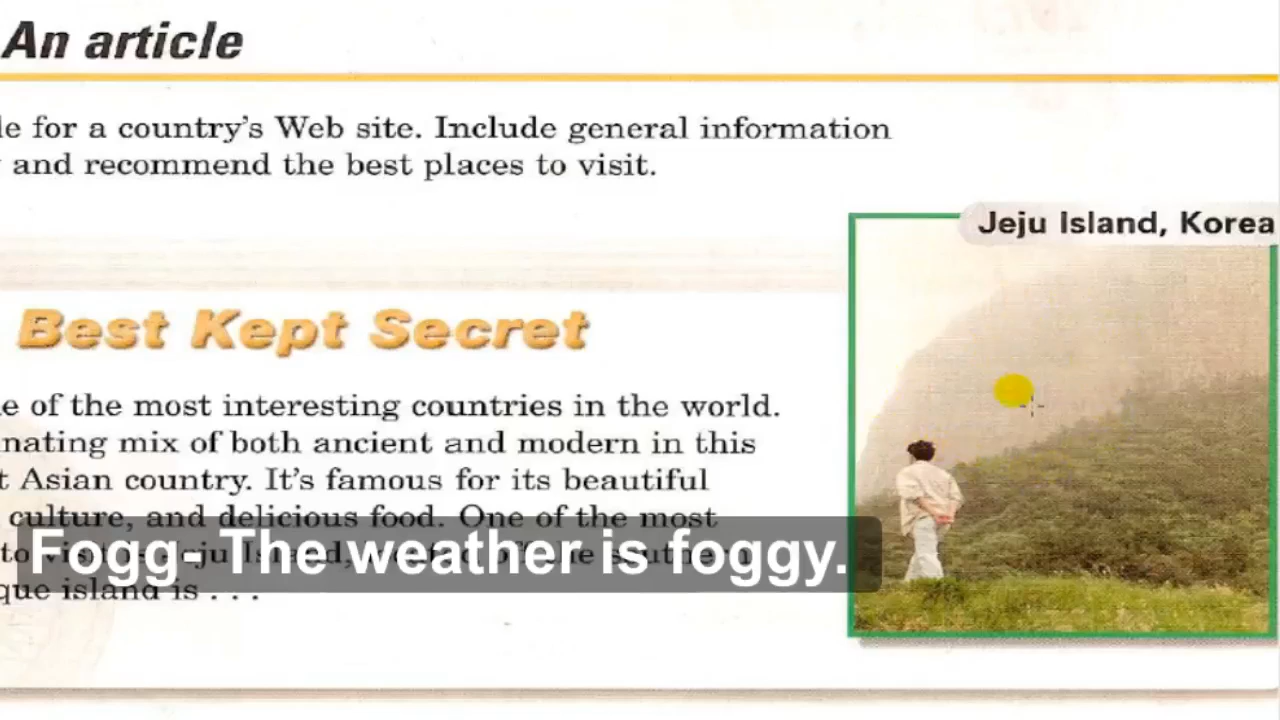 An article
le for a country's Web site. Include general information
and recommend the best places to visit.
Jeju Island, Korea
Best Kept Secret
e of the most interesting countries in the world.
nating mix of both ancient and modern in this
t Asian country. It's famous for its beautiful
culture, and delicious food. One of the most
Fogg- The weather is foggy.
que island is . . .